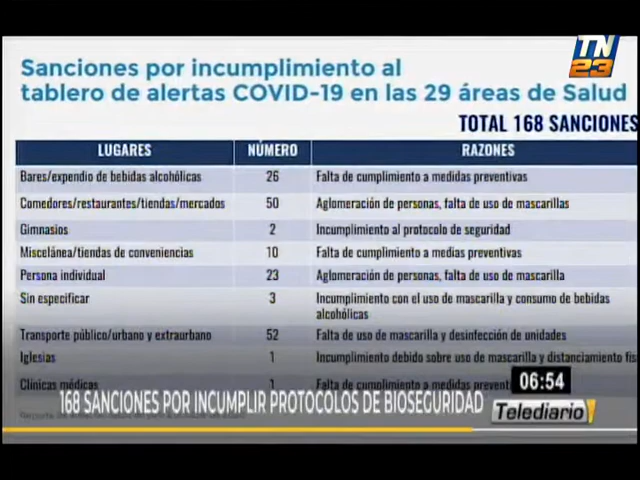 TN
23
Sanciones por incumplimiento al
tablero de alertas COVID-19 en las 29 áreas de Salud
TOTAL 168 SANCIONES
LUGARES NÚMERO RAZONES
Bares/expendio de bebidas alcohólicas 26 Falta de cumplimiento a medidas preventivas
Comedores/restaurantes/tiendas/mercados 50 Aglomeración de personas, falta de uso de mascarillas
Gimnasios 2 Incumplimiento al protocolo de seguridad
Miscelánea/tiendas de conveniencias 10 Falta de cumplimiento a medias preventivas
Persona individual 23 Aglomeración de personas, falta de uso de mascarilla
Sin especificar 3 Incumplimiento con el uso de mascarilla y consumo de bebidas
alcohólicas
Transporte público/urbano y extraurbano 52 Falta de uso de mascarilla y desinfección de unidades
Iglesias 1 Incumplimiento debido sobre uso de mascarilla y distanciamiento fis
Clínicas médicas 1 Falta de cumplimiento a medidas prevent
06:54
168 SANCIONES POR INCUMPLIR PROTOCOLOS DE BIOSEGURIDAD
Telediario